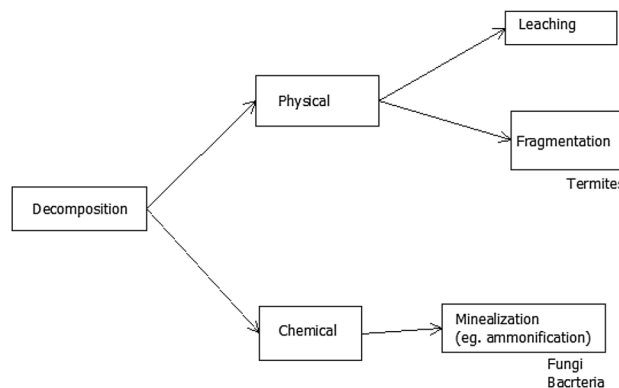 Leaching
Physical
Fragmentation
Termites
Decomposition
Chemical
Minealization
(eg. ammonification)
Fungi
Bacrteria